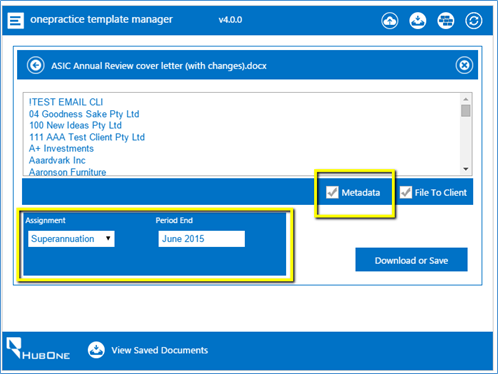 onepractice template manager v4.0.0
ASIC Annual Review cover letter (with changes).docx
!TEST EMAIL CLI
04 Goodness Sake Pty Ltd
100 New Ideas Pty Ltd
111 AAA Test Client Pty Ltd
A+ Investments
Aaardvark Inc
Aaronson Furniture
Metadata File To Client
Assignment Period End
Superannuation June 2015
Download or Save
HUBONE View Saved Documents